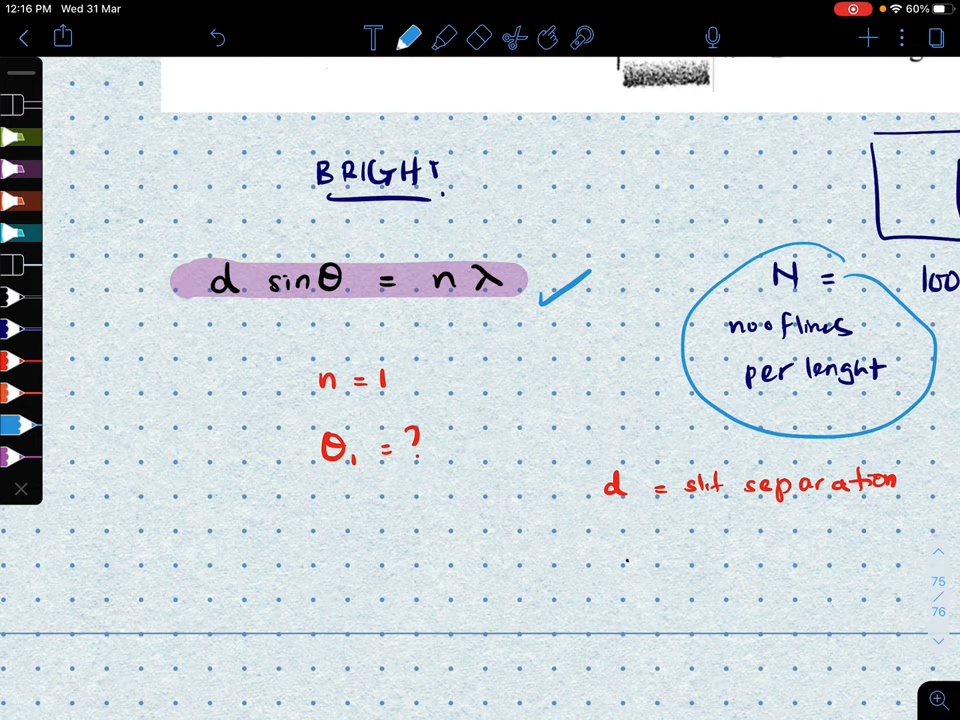 12:16 PM Wed 31 Mar
60%
T
BRIGHT!
d sinθ = nλ
N = 100
no of lines
per lenght
n = 1
θ₁ = ?
d = slit separation
75
/
76